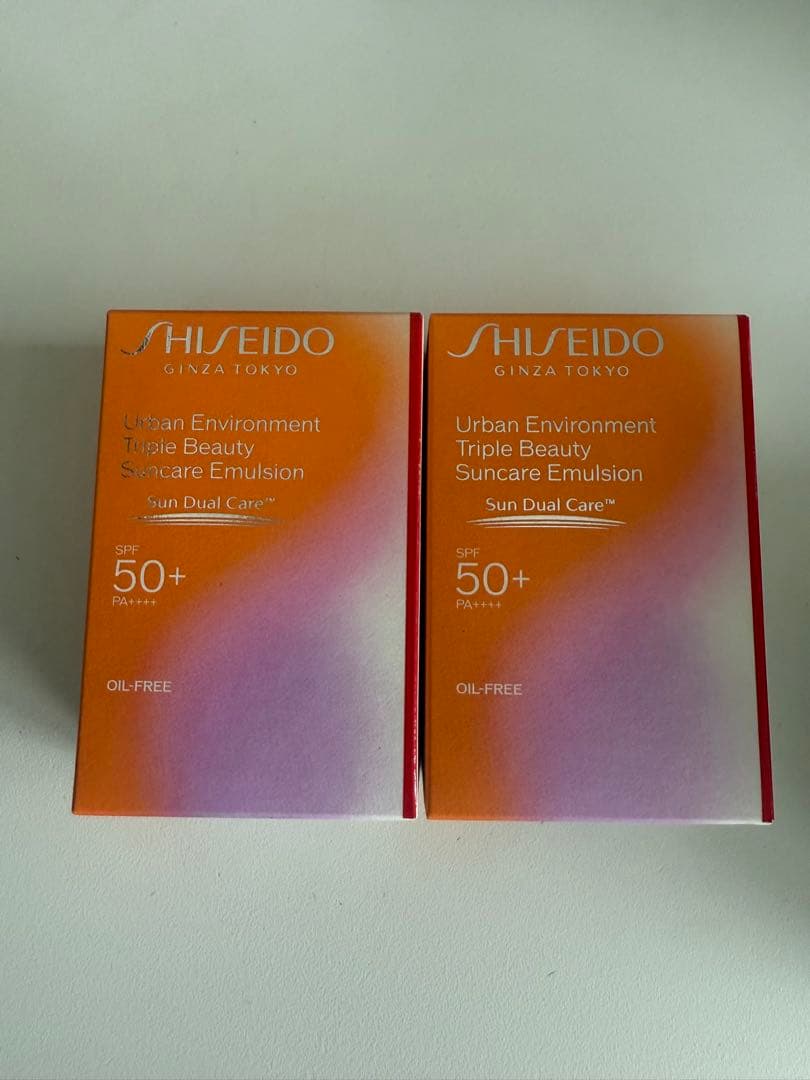 SHISEIDO
GINZA TOKYO
Urban Environment
Triple Beauty
Suncare Emulsion
Sun Dual Care™
SPF
50+
PA++++
OIL-FREE
SHISEIDO
GINZA TOKYO
Urban Environment
Triple Beauty
Suncare Emulsion
Sun Dual Care™
SPF
50+
PA++++
OIL-FREE